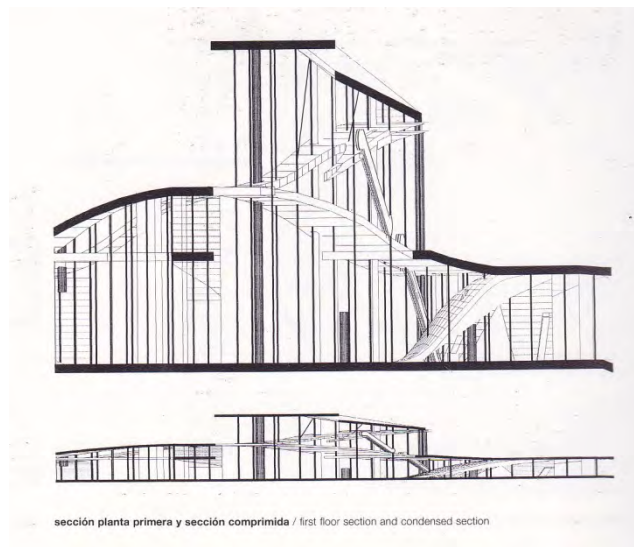 sección planta primera y sección comprimida / first floor section and condensed section